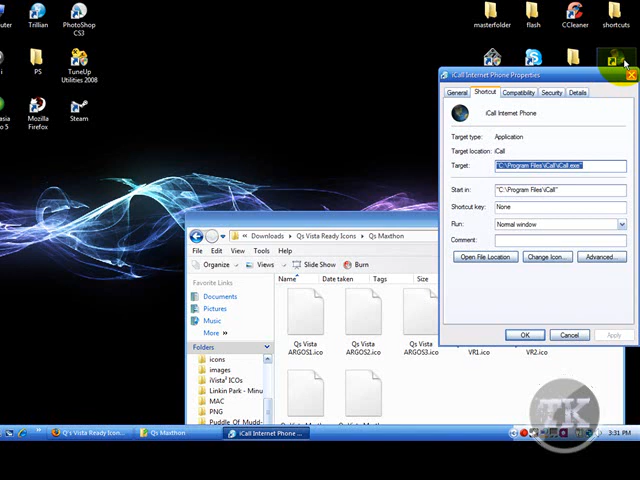 Trillian
PhotoShop
CS3
masterfolder
flash
CCleaner
shortcuts
PS
TuneUp
Utilities 2008
Mozilla
Firefox
Steam
iCall Internet Phone Properties
General
Shortcut
Compatibility
Security
Details
iCall Internet Phone
Target type:
Application
Target location:
iCall
Target:
"C:\Program Files\iCall\iCall.exe"
Start in:
"C:\Program Files\iCall"
Shortcut key:
None
Run:
Normal window
Comment:
Open File Location
Change Icon...
Advanced...
OK
Cancel
Apply
Downloads
Qs Vista Ready Icons
Qs Maxthon
File
Edit
View
Tools
Help
Organize
Views
Slide Show
Burn
Favorite Links
Documents
Pictures
Music
More »
Folders
icons
images
iVista² ICOs
Linkin Park - Minu
MAC
PNG
Puddle_Of_Mudd-
Name
Date taken
Tags
Size
Qs Vista
ARGOS1.ico
Qs Vista
ARGOS2.ico
Qs Vista
ARGOS3.ico
VR1.ico
VR2.ico
Q's Vista Ready Icons...
Qs Maxthon
iCall Internet Phone ...
3:31 PM
TK